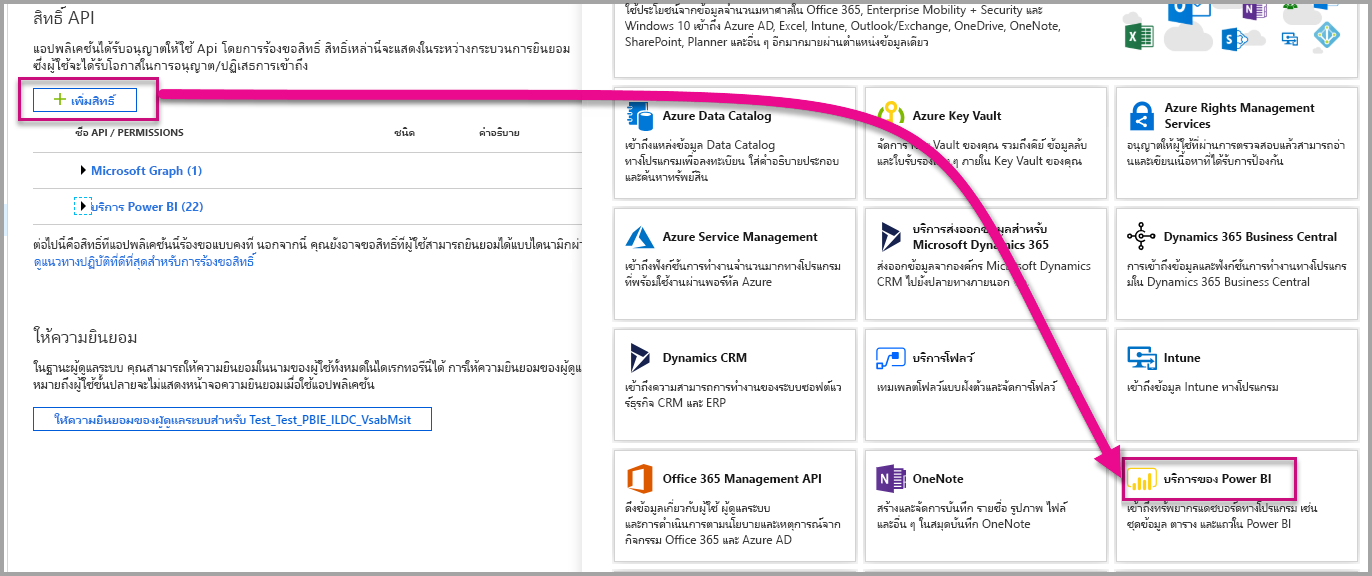 สิทธิ์ API
แอปพลิเคชันได้รับอนุญาตให้ใช้ Api โดยการร้องขอสิทธิ์ สิทธิ์เหล่านี้จะแสดงในระหว่างกระบวนการยินยอม
ซึ่งผู้ใช้จะได้รับโอกาสในการอนุญาต/ปฏิเสธการเข้าถึง
เพิ่มสิทธิ์
ชื่อ API / PERMISSIONS
ชนิด
คำอธิบาย
Microsoft Graph (1)
บริการ Power BI (22)
ต่อไปนี้คือสิทธิ์ที่แอปพลิเคชันนี้ร้องขอแบบคงที่ นอกจากนี้ คุณยังอาจขอสิทธิ์ที่ผู้ใช้สามารถยินยอมได้แบบไดนามิกผ่า
ดูแนวทางปฏิบัติที่ดีที่สุดสำหรับการร้องขอสิทธิ์
ให้ความยินยอม
ในฐานะผู้ดูแลระบบ คุณสามารถให้ความยินยอมในนามของผู้ใช้ทั้งหมดในไดเรกทอรีนี้ได้ การให้ความยินยอมของผู้ดูแ
หมายถึงผู้ใช้ขั้นปลายจะไม่แสดงหน้าจอความยินยอมเมื่อใช้แอปพลิเคชัน
ให้ความยินยอมของผู้ดูแลระบบสำหรับ Test_Test_PBIE_ILDC_VsabMsit
ใช้ประโยชน์จากข้อมูลจำนวนมหาศาลใน Office 365, Enterprise Mobility + Security และ
Windows 10 เข้าถึง Azure AD, Excel, Intune, Outlook/Exchange, OneDrive, OneNote,
SharePoint, Planner และอื่น ๆ อีกมากมายผ่านตำแหน่งข้อมูลเดียว
Azure Data Catalog
เข้าถึงแหล่งข้อมูล Data Catalog
ทางโปรแกรมเพื่อลงทะเบียน ใส่คำอธิบายประกอบ
และค้นหาทรัพย์สิน
Azure Key Vault
จัดการ Key Vault ของคุณ รวมถึงคีย์ ข้อมูลลับ
และใบรับรองอื่น ๆ ภายใน Key Vault ของคุณ
Azure Rights Management
Services
อนุญาตให้ผู้ใช้ที่ผ่านการตรวจสอบแล้วสามารถอ่า
นและเขียนเนื้อหาที่ได้รับการป้องกัน
Azure Service Management
เข้าถึงฟังก์ชันการทำงานจำนวนมากทางโปรแกรม
ที่พร้อมใช้งานผ่านพอร์ทัล Azure
บริการส่งออกข้อมูลสำหรับ
Microsoft Dynamics 365
ส่งออกข้อมูลจากองค์กร Microsoft Dynamics
CRM ไปยังปลายทางภายนอก
Dynamics 365 Business Central
การเข้าถึงข้อมูลและฟังก์ชันการทำงานทางโปรแกร
มใน Dynamics 365 Business Central
Dynamics CRM
เข้าถึงความสามารถการทำงานของระบบซอฟต์แว
ร์ธุรกิจ CRM และ ERP
บริการโฟลว์
เทมเพลตโฟลว์แบบฝังตัวและจัดการโฟลว์
Intune
เข้าถึงข้อมูล Intune ทางโปรแกรม
Office 365 Management API
ดึงข้อมูลเกี่ยวกับผู้ใช้ ผู้ดูแลระบบ
และการดำเนินการตามนโยบายและเหตุการณ์จาก
กิจกรรม Office 365 และ Azure AD
OneNote
สร้างและจัดการบันทึก รายชื่อ รูปภาพ ไฟล์
และอื่น ๆ ในสมุดบันทึก OneNote
บริการของ Power BI
เข้าถึงทรัพยากรแดชบอร์ดทางโปรแกรม เช่น
ชุดข้อมูล ตาราง และแถวใน Power BI